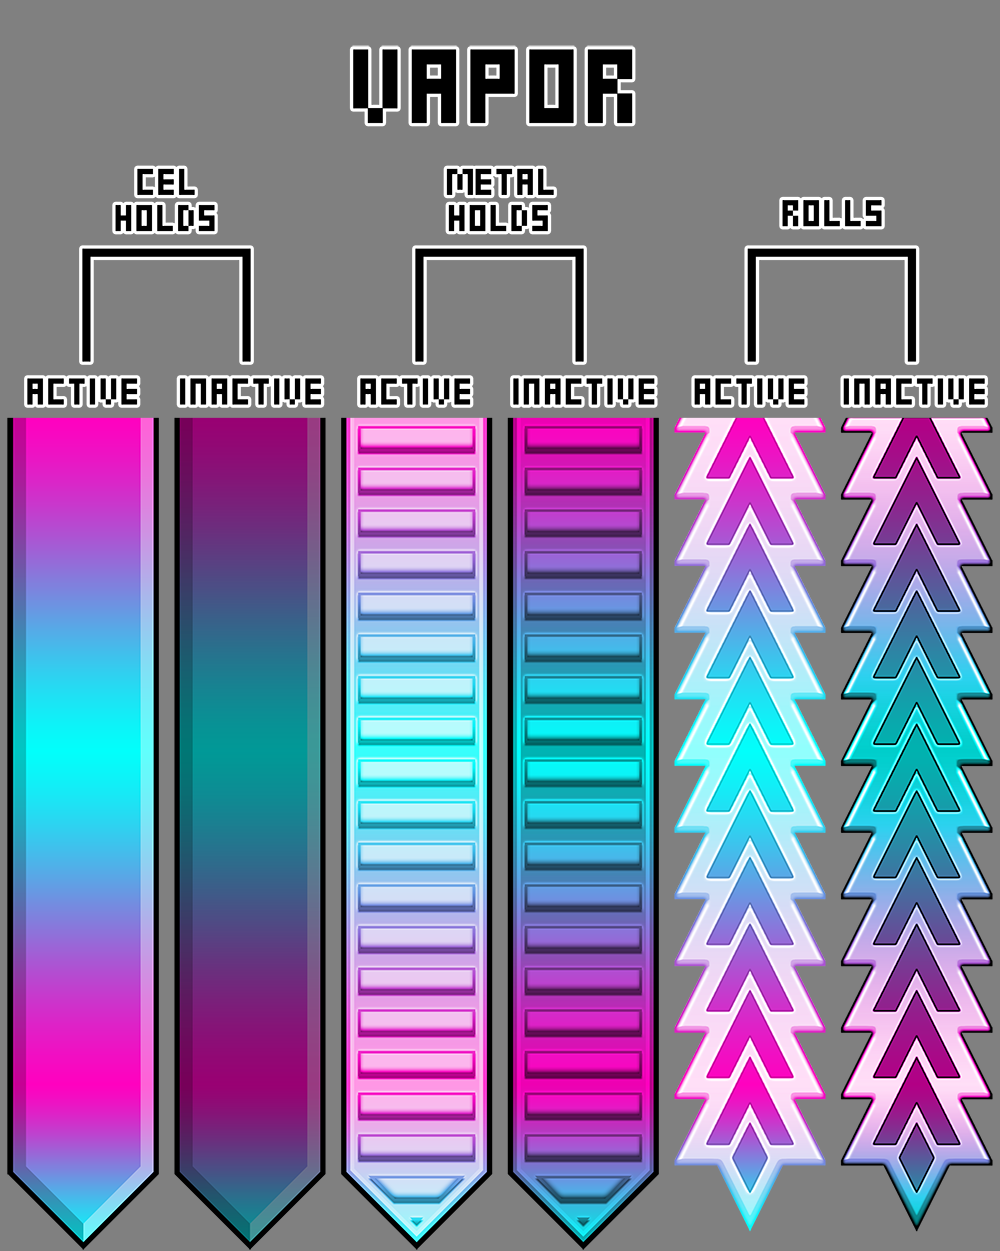 VAPOR
CEL
HOLDS
METAL
HOLDS
ROLLS
ACTIVE INACTIVE ACTIVE INACTIVE ACTIVE INACTIVE